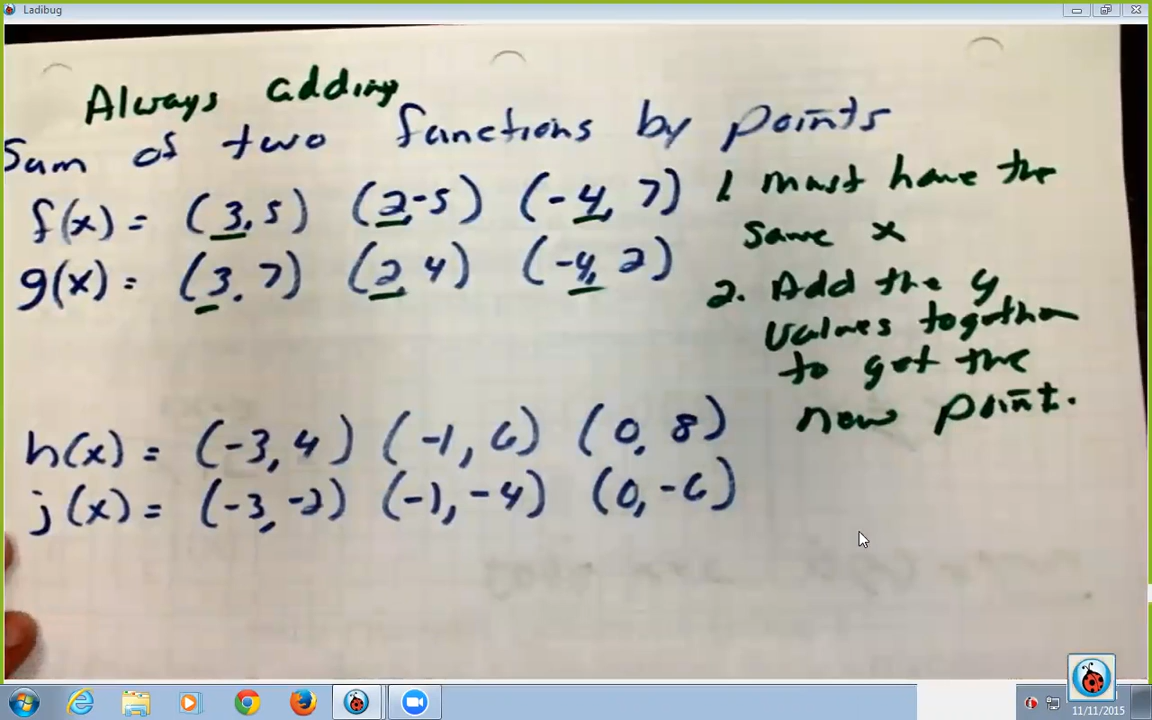 Ladibug
Always adding
Sum of two functions by points
f(x) = (3,5) (2,-5) (-4, 7)
g(x) = (3,7) (2,4) (-4,2)
1. must have the
same x
2. Add the y
values together
to get the
new point.
h(x) = (-3,4) (-1,6) (0,8)
j(x) = (-3,-2) (-1,-4) (0,-6)
11/11/2015